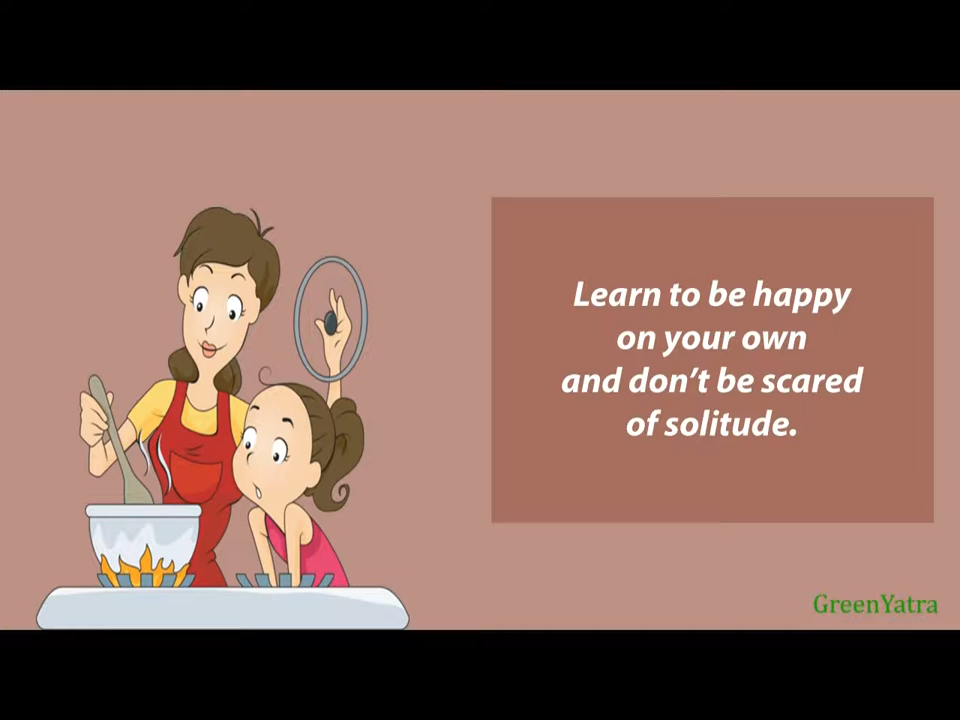 Learn to be happy
on your own
and don't be scared
of solitude.
GreenYatra